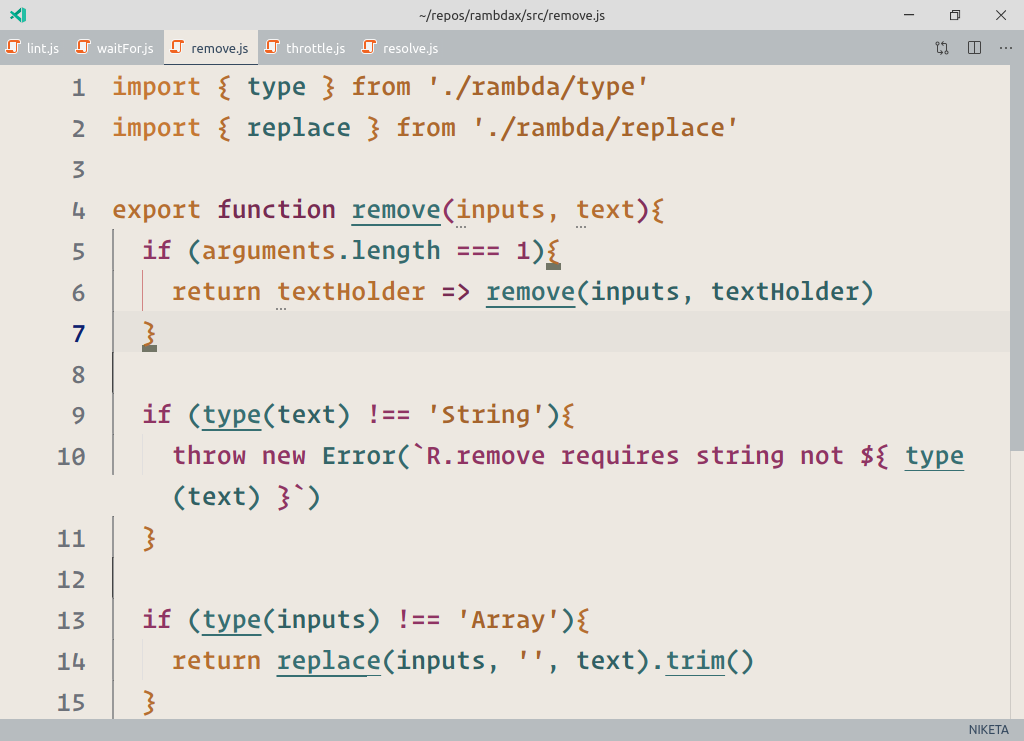 ~/repos/rambdax/src/remove.js
lint.js waitFor.js remove.js throttle.js resolve.js ···
1 import { type } from './rambda/type'
2 import { replace } from './rambda/replace'
3
4 export function remove(inputs, text){
5 if (arguments.length === 1){
6 return textHolder => remove(inputs, textHolder)
7 }
8
9 if (type(text) !== 'String'){
10 throw new Error(`R.remove requires string not ${ type
(text) }`)
11 }
12
13 if (type(inputs) !== 'Array'){
14 return replace(inputs, '', text).trim()
15 }
NIKETA